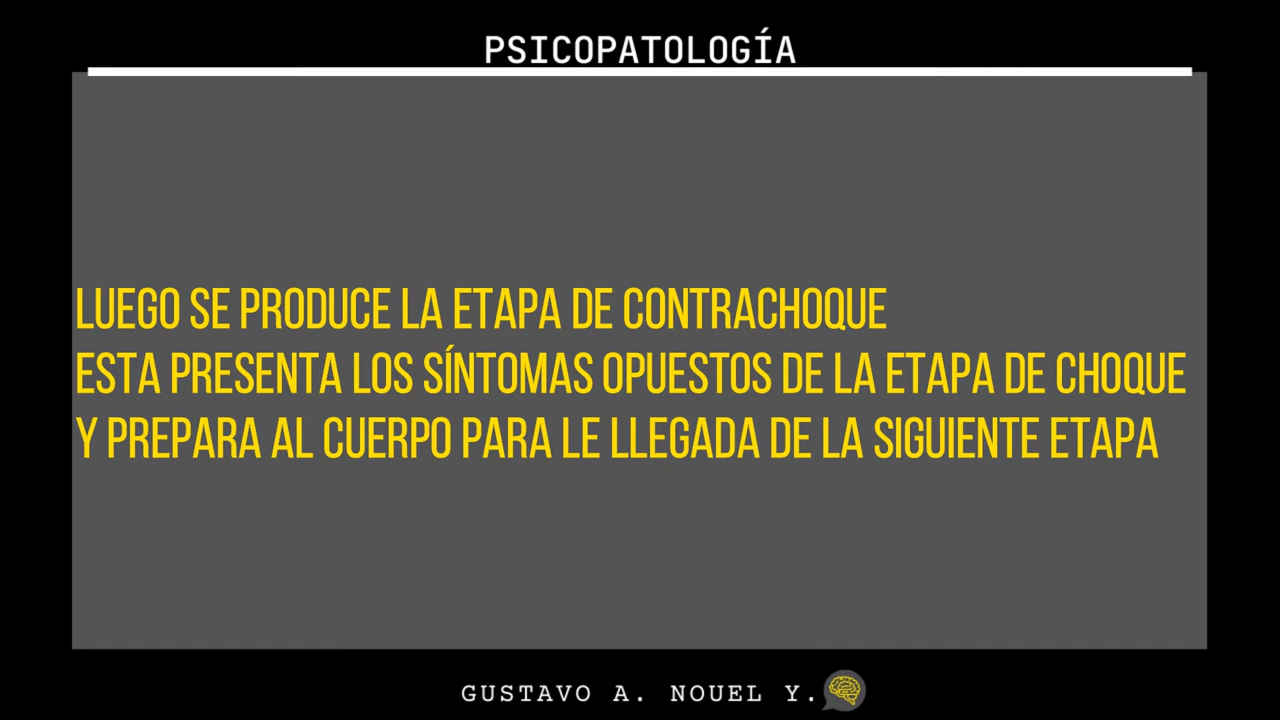 PSICOPATOLOGÍA
LUEGO SE PRODUCE LA ETAPA DE CONTRACHOQUE
ESTA PRESENTA LOS SÍNTOMAS OPUESTOS DE LA ETAPA DE CHOQUE
Y PREPARA AL CUERPO PARA LE LLEGADA DE LA SIGUIENTE ETAPA
GUSTAVO A. NOUEL Y.